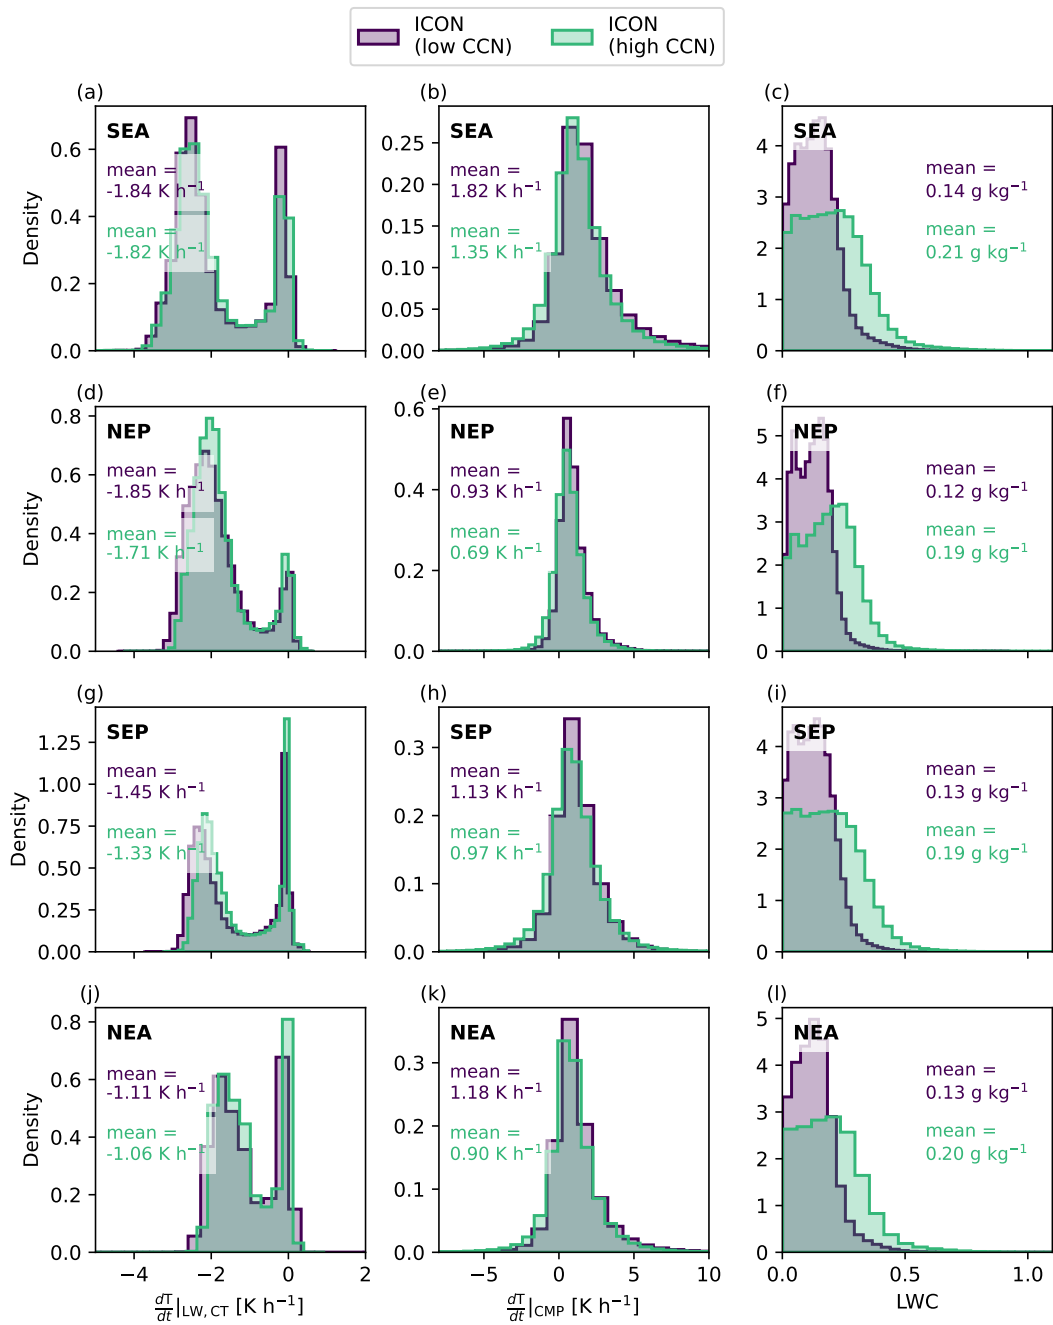 ICON
(low CCN)
ICON
(high CCN)
(a)
SEA
mean =
-1.84 K h⁻¹
mean =
-1.82 K h⁻¹
Density
0.0
0.2
0.4
0.6
(b)
SEA
mean =
1.82 K h⁻¹
mean =
1.35 K h⁻¹
0.00
0.05
0.10
0.15
0.20
0.25
(c)
SEA
mean =
0.14 g kg⁻¹
mean =
0.21 g kg⁻¹
0
1
2
3
4
(d)
NEP
mean =
-1.85 K h⁻¹
mean =
-1.71 K h⁻¹
Density
0.0
0.2
0.4
0.6
0.8
(e)
NEP
mean =
0.93 K h⁻¹
mean =
0.69 K h⁻¹
0.0
0.2
0.4
0.6
(f)
NEP
mean =
0.12 g kg⁻¹
mean =
0.19 g kg⁻¹
0
1
2
3
4
5
(g)
SEP
mean =
-1.45 K h⁻¹
mean =
-1.33 K h⁻¹
Density
0.00
0.25
0.50
0.75
1.00
1.25
(h)
SEP
mean =
1.13 K h⁻¹
mean =
0.97 K h⁻¹
0.0
0.1
0.2
0.3
(i)
SEP
mean =
0.13 g kg⁻¹
mean =
0.19 g kg⁻¹
0
1
2
3
4
(j)
NEA
mean =
-1.11 K h⁻¹
mean =
-1.06 K h⁻¹
Density
0.0
0.2
0.4
0.6
0.8
−4 −2 0 2
dT/dt|LW, CT [K h⁻¹]
(k)
NEA
mean =
1.18 K h⁻¹
mean =
0.90 K h⁻¹
0.0
0.1
0.2
0.3
−5 0 5 10
dT/dt|CMP [K h⁻¹]
(l)
NEA
mean =
0.13 g kg⁻¹
mean =
0.20 g kg⁻¹
0
1
2
3
4
5
0.0 0.5 1.0
LWC